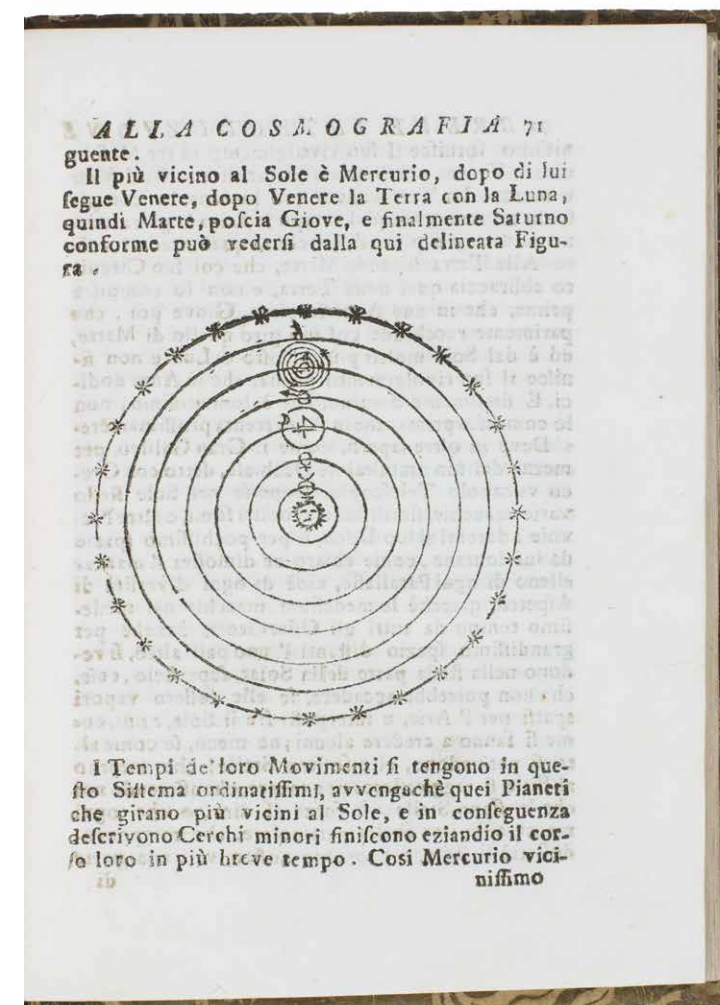 ALLA COSMOGRAFIA 71
guente.
Il più vicino al Sole è Mercurio, dopo di lui
ſegue Venere, dopo Venere la Terra con la Luna,
quindi Marte, poſcia Giove, e finalmente Saturno
conforme può vederſi dalla qui delineata Figu-
ra.
I Tempi de' loro Movimenti ſi tengono in que-
ſto Siſtema ordinatiſſimi, avvengachè quei Pianeti
che girano più vicini al Sole, e in conſeguenza
deſcrivono Cerchi minori finiſcono eziandio il cor-
ſo loro in più breve tempo. Così Mercurio vici-
niſſimo